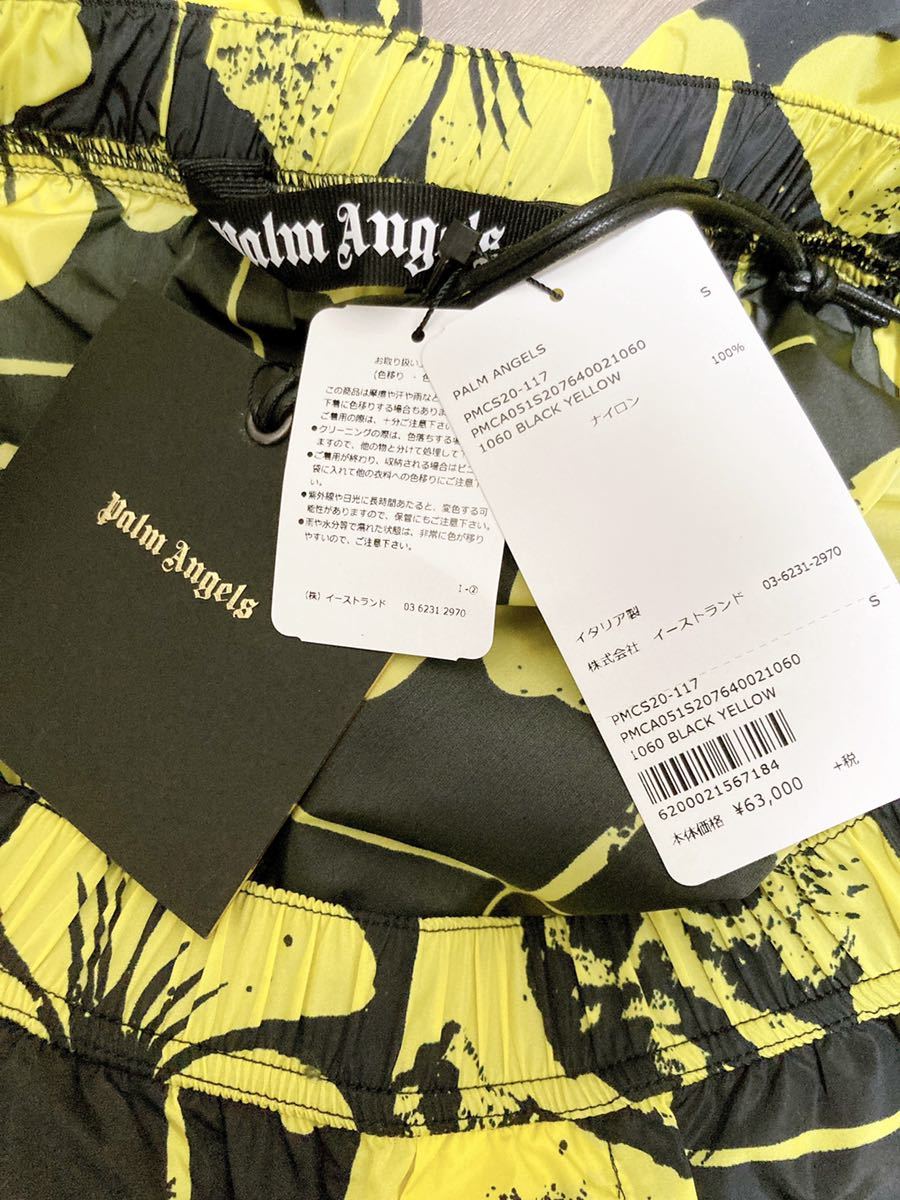 Palm Angels
Palm Angels
お取り扱い上
(色移り - 色
この商品は摩擦や汗や雨など
下着に色移りする場合もありま
ご着用の際は、十分ご注意下さい
●クリーニングの際は、色落ちする場
ますので、他の物と分けて処理して下
●ご着用が終わり、収納される場合はビニ
袋に入れて他の衣料への色移りにご注意
い。
●紫外線や日光に長時間あたると、変色する可
能性がありますので、保管にもご注意下さい。
●雨や水分等で濡れた状態は、非常に色が移り
やすいので、ご注意下さい。
1-②
(株) イーストランド 03 6231 2970
S
PALM ANGELS
PMCS20-117
PMCA051S207640021060
1060 BLACK YELLOW
ナイロン 100%
イタリア製
株式会社 イーストランド 03-6231-2970
S
PMCS20-117
PMCA051S207640021060
1060 BLACK YELLOW
6200021567184
本体価格 ¥63,000 +税